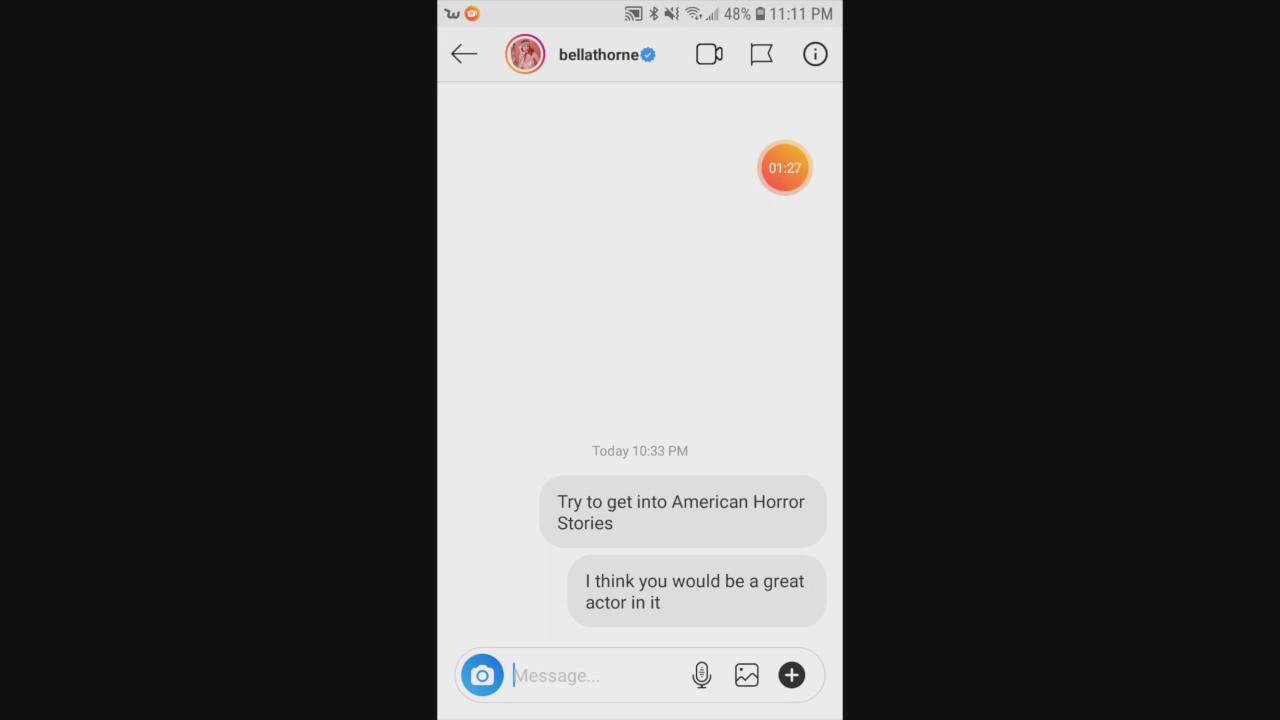 48% 11:11 PM
bellathorne
01:27
Today 10:33 PM
Try to get into American Horror
Stories
I think you would be a great
actor in it
Message...